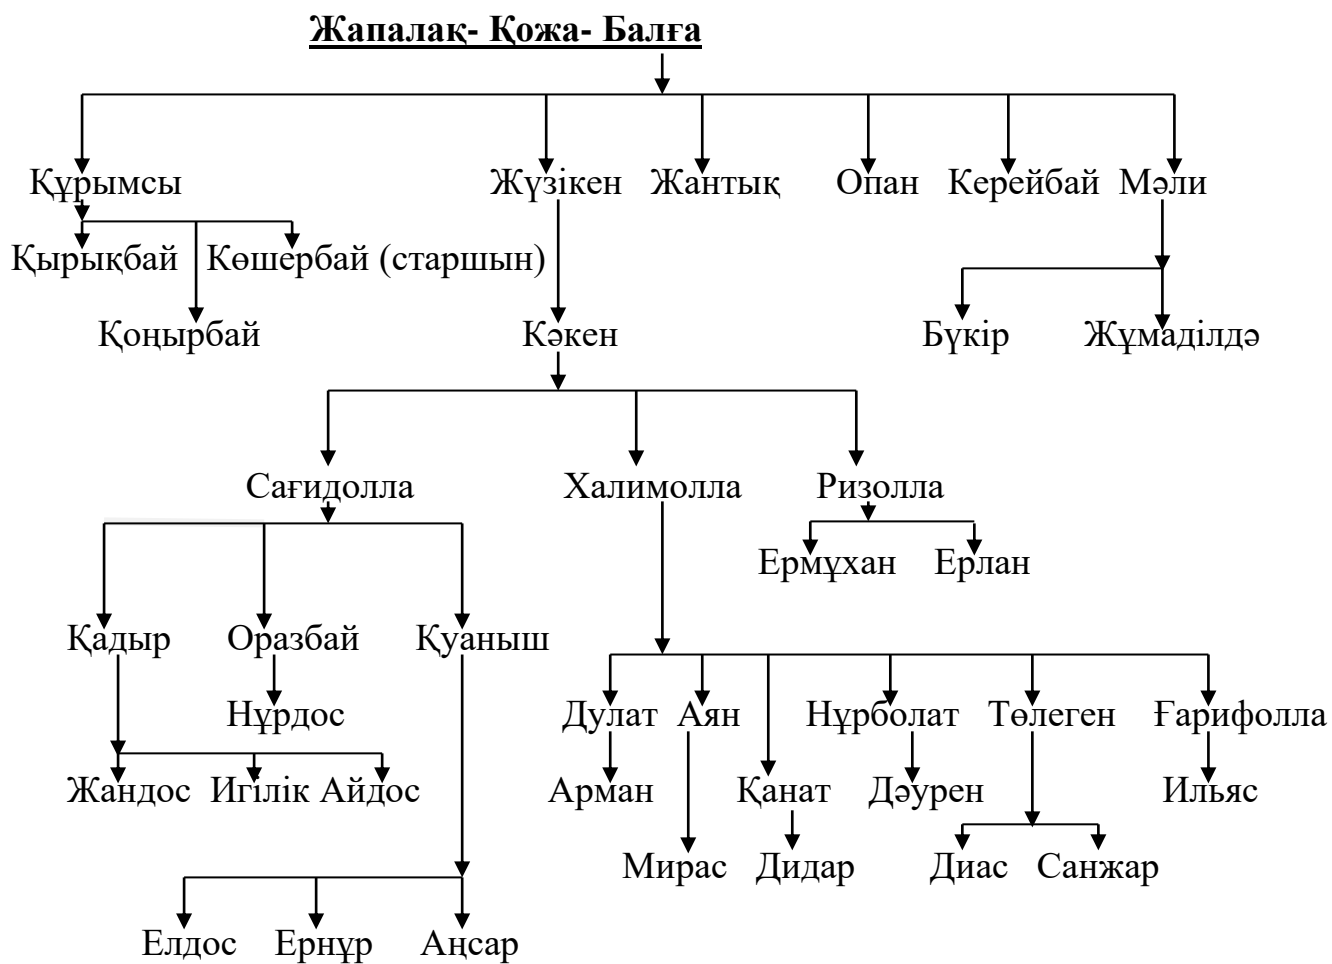 Жапалақ- Қожа- Балға
Құрымсы Жүзікен Жантық Опан Керейбай Мәли
Қырықбай Көшербай (старшын)
Қоңырбай Кәкен Бүкір Жұмаділдә
Сағидолла Халимолла Ризолла
Ермұхан Ерлан
Қадыр Оразбай Қуаныш
Нұрдос Дулат Аян Нұрболат Төлеген Ғарифолла
Жандос Игілік Айдос Арман Қанат Дәурен Ильяс
Мирас Дидар Диас Санжар
Елдос Ернұр Аңсар